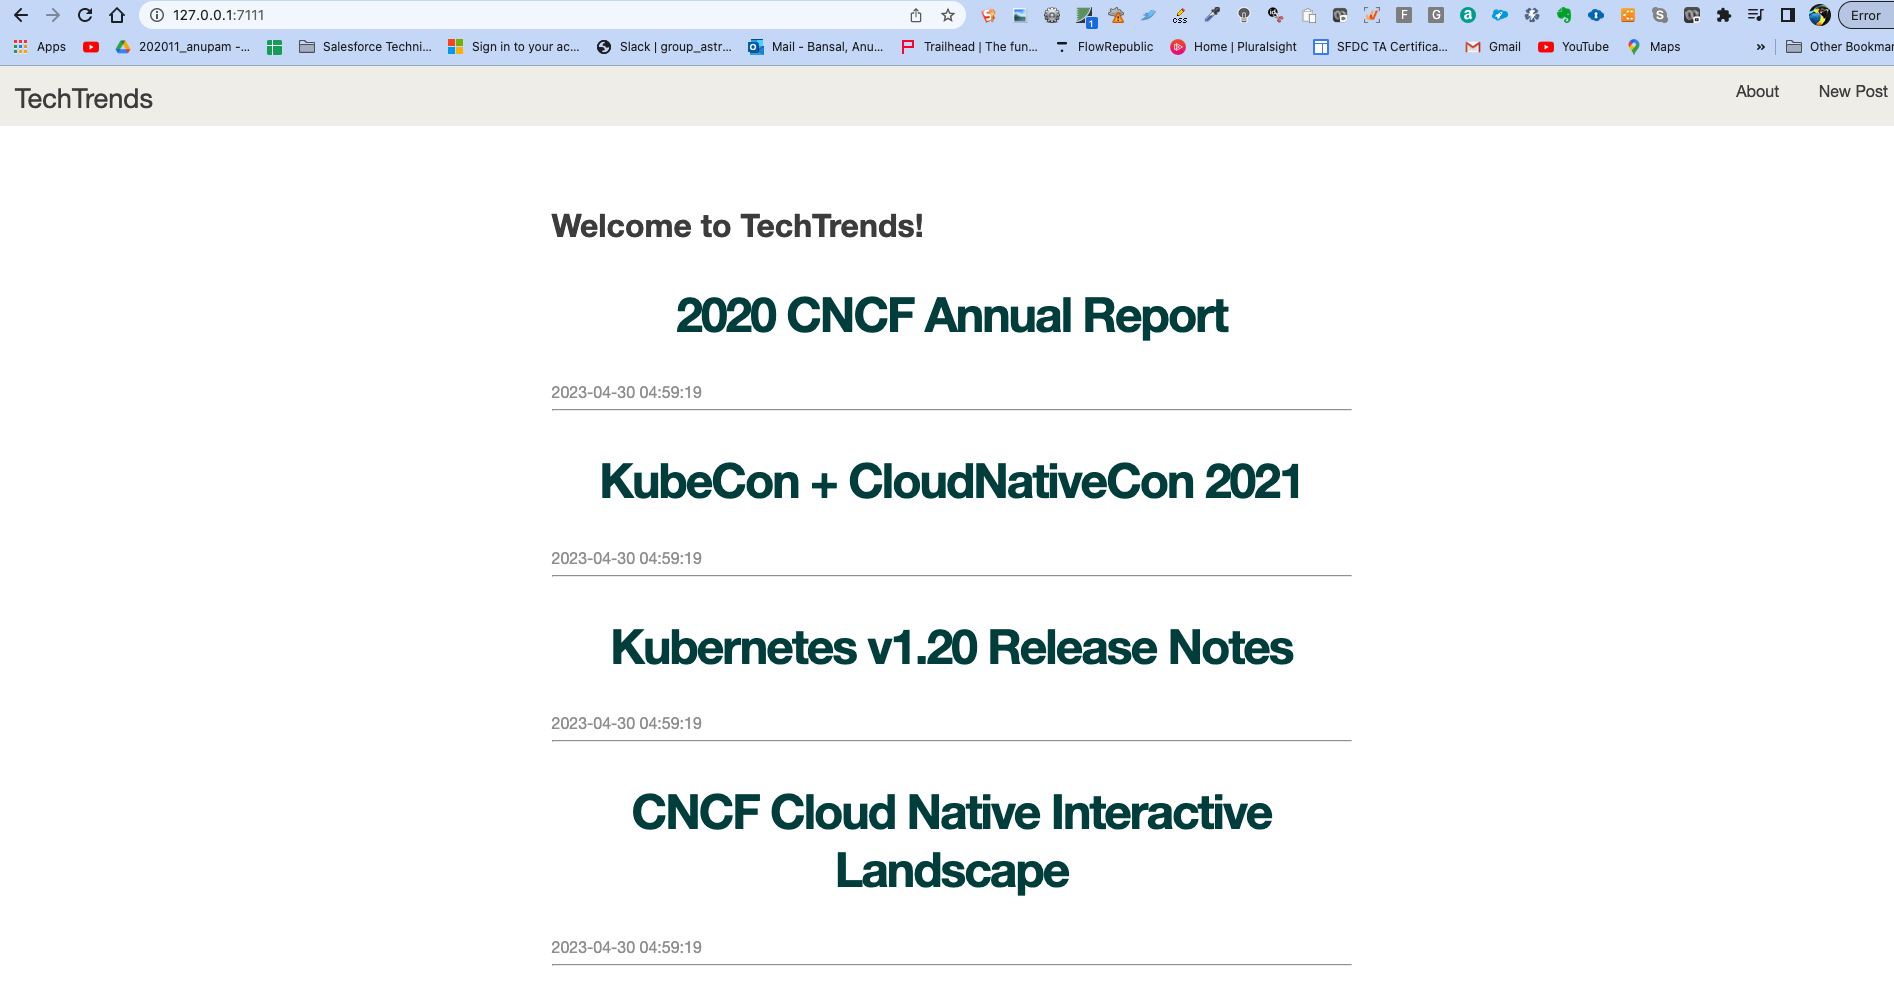 127.0.0.1:7111
Error
Apps
202011_anupam -...
Salesforce Techni...
Sign in to your ac...
Slack | group_astr...
Mail - Bansal, Anu...
Trailhead | The fun...
FlowRepublic
Home | Pluralsight
SFDC TA Certifica...
Gmail
YouTube
Maps
»
Other Bookmar
TechTrends
About
New Post
Welcome to TechTrends!
2020 CNCF Annual Report
2023-04-30 04:59:19
KubeCon + CloudNativeCon 2021
2023-04-30 04:59:19
Kubernetes v1.20 Release Notes
2023-04-30 04:59:19
CNCF Cloud Native Interactive
Landscape
2023-04-30 04:59:19